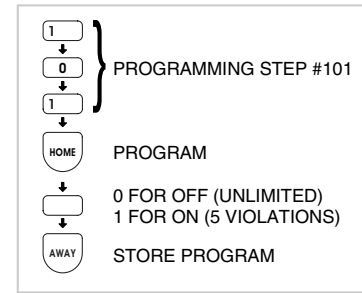 1
0
PROGRAMMING STEP #101
1
HOME PROGRAM
0 FOR OFF (UNLIMITED)
1 FOR ON (5 VIOLATIONS)
AWAY STORE PROGRAM